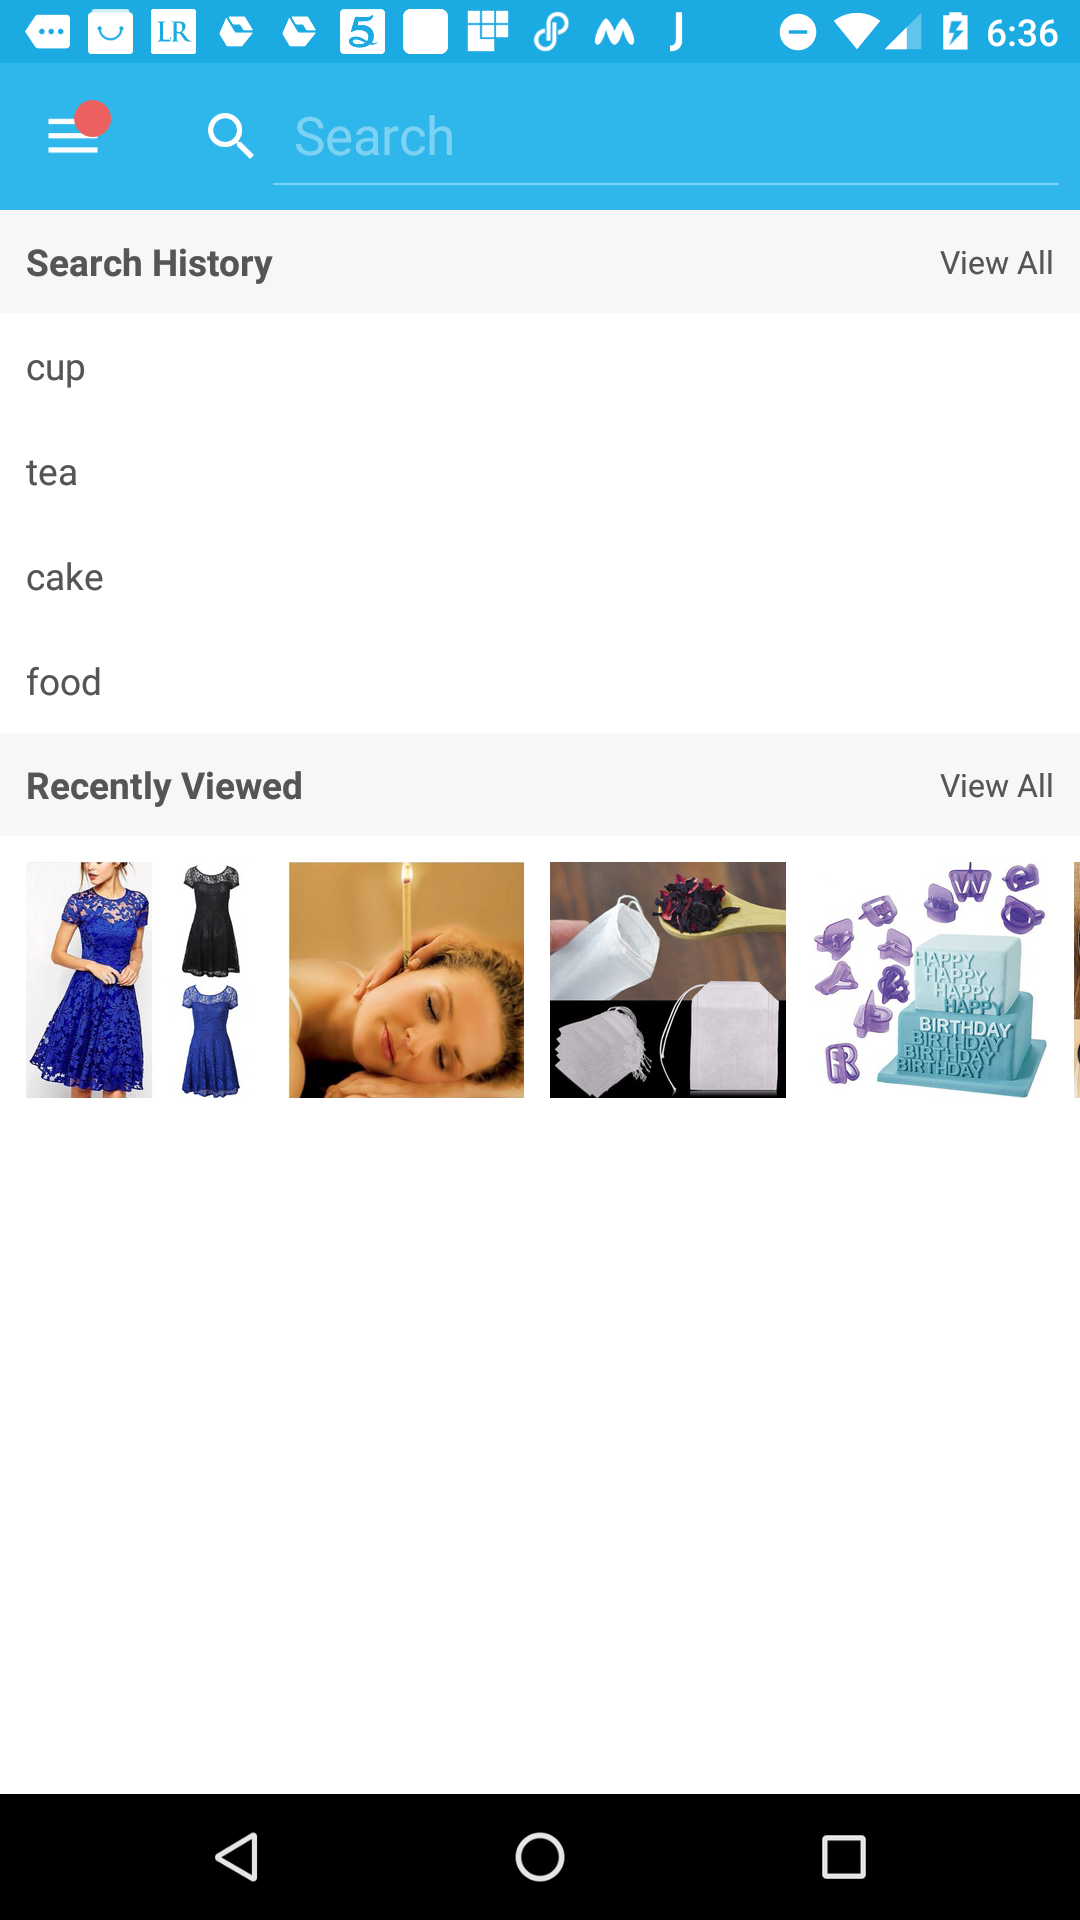 LR 5 J 6:36
Search
Search History View All
cup
tea
cake
food
Recently Viewed View All
W
HAPPY
HAPPY
HAPPY
HAPPY
BIRTHDAY
BIRTHDAY
BIRTHDAY
BIRTHDAY